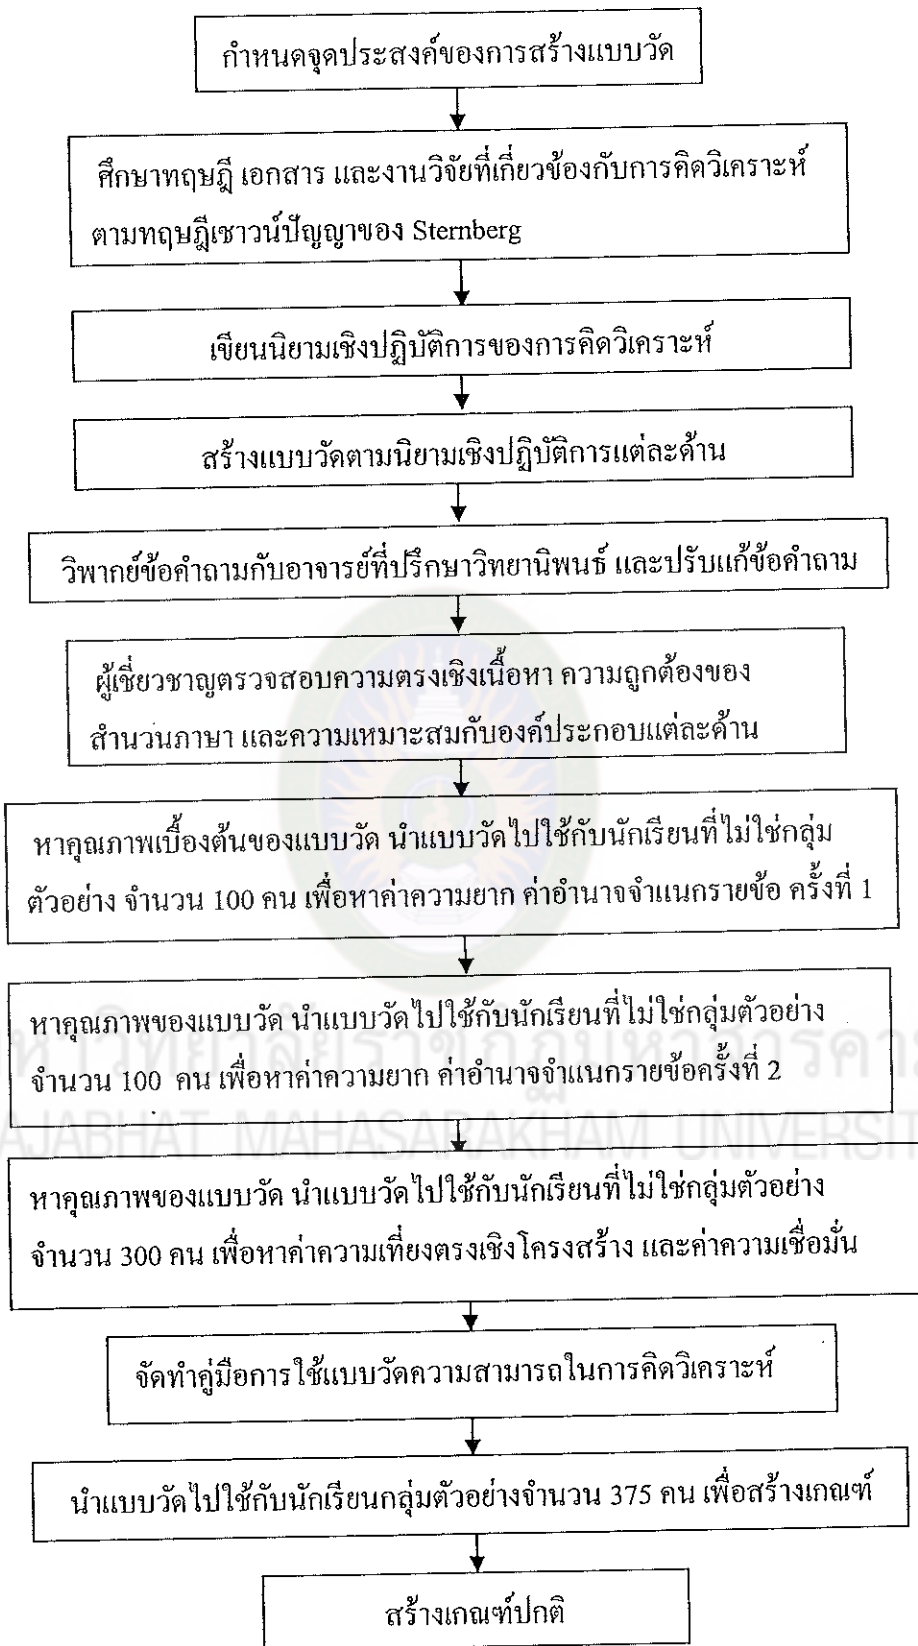 กำหนดจุดประสงค์ของการสร้างแบบวัด
ศึกษาทฤษฎี เอกสาร และงานวิจัยที่เกี่ยวข้องกับการคิดวิเคราะห์
ตามทฤษฎีเชาวน์ปัญญาของ Sternberg
เขียนนิยามเชิงปฏิบัติการของการคิดวิเคราะห์
สร้างแบบวัดตามนิยามเชิงปฏิบัติการแต่ละด้าน
วิพากย์ข้อคำถามกับอาจารย์ที่ปรึกษาวิทยานิพนธ์ และปรับแก้ข้อคำถาม
ผู้เชี่ยวชาญตรวจสอบความตรงเชิงเนื้อหา ความถูกต้องของ
สำนวนภาษา และความเหมาะสมกับองค์ประกอบแต่ละด้าน
หาคุณภาพเบื้องต้นของแบบวัด นำแบบวัดไปใช้กับนักเรียนที่ไม่ใช่กลุ่ม
ตัวอย่าง จำนวน 100 คน เพื่อหาค่าความยาก ค่าอำนาจจำแนกรายข้อ ครั้งที่ 1
หาคุณภาพของแบบวัด นำแบบวัดไปใช้กับนักเรียนที่ไม่ใช่กลุ่มตัวอย่าง
จำนวน 100 คน เพื่อหาค่าความยาก ค่าอำนาจจำแนกรายข้อครั้งที่ 2
หาวิทยาลัยราชภัฏมหาสารคาม
AJABHAT MAHASARAKHAM UNIVERSIT
หาคุณภาพของแบบวัด นำแบบวัดไปใช้กับนักเรียนที่ไม่ใช่กลุ่มตัวอย่าง
จำนวน 300 คน เพื่อหาค่าความเที่ยงตรงเชิงโครงสร้าง และค่าความเชื่อมั่น
จัดทำคู่มือการใช้แบบวัดความสามารถในการคิดวิเคราะห์
นำแบบวัดไปใช้กับนักเรียนกลุ่มตัวอย่างจำนวน 375 คน เพื่อสร้างเกณฑ์
สร้างเกณฑ์ปกติ